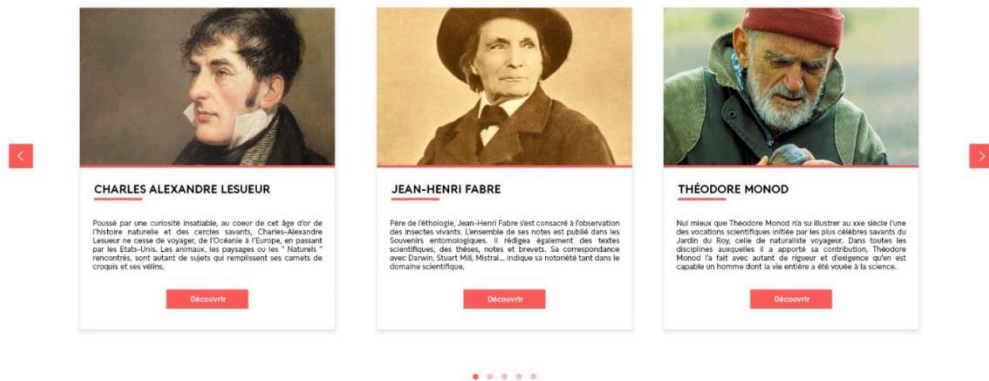 CHARLES ALEXANDRE LESUEUR
Poussé par une curiosité insatiable, au coeur de cet âge d'or de
l'histoire naturelle et des cercles savants, Charles-Alexandre
Lesueur ne cesse de voyager, de l'Océanie à l'Europe, en passant
par les Etats-Unis. Les animaux, les paysages ou les " Naturels "
rencontrés, sont autant de sujets qui remplissent ses carnets de
croquis et ses vélins.
Découvrir
JEAN-HENRI FABRE
Père de l'éthologie, Jean-Henri Fabre s'est consacré à l'observation
des insectes vivants. L'ensemble de ses notes est publié dans les
Souvenirs entomologiques. Il rédigea également des textes
scientifiques, des thèses, notes et brevets. Sa correspondance
avec Darwin, Stuart Mill, Mistral... indique sa notoriété tant dans le
domaine scientifique.
Découvrir
THÉODORE MONOD
Nul mieux que Théodore Monod n'a su illustrer au xxe siècle l'une
des vocations scientifiques initiée par les plus célèbres savants du
Jardin du Roy, celle de naturaliste voyageur. Dans toutes les
disciplines auxquelles il a apporté sa contribution, Théodore
Monod l'a fait avec autant de rigueur et d'exigence qu'en est
capable un homme dont la vie entière a été vouée à la science.
Découvrir